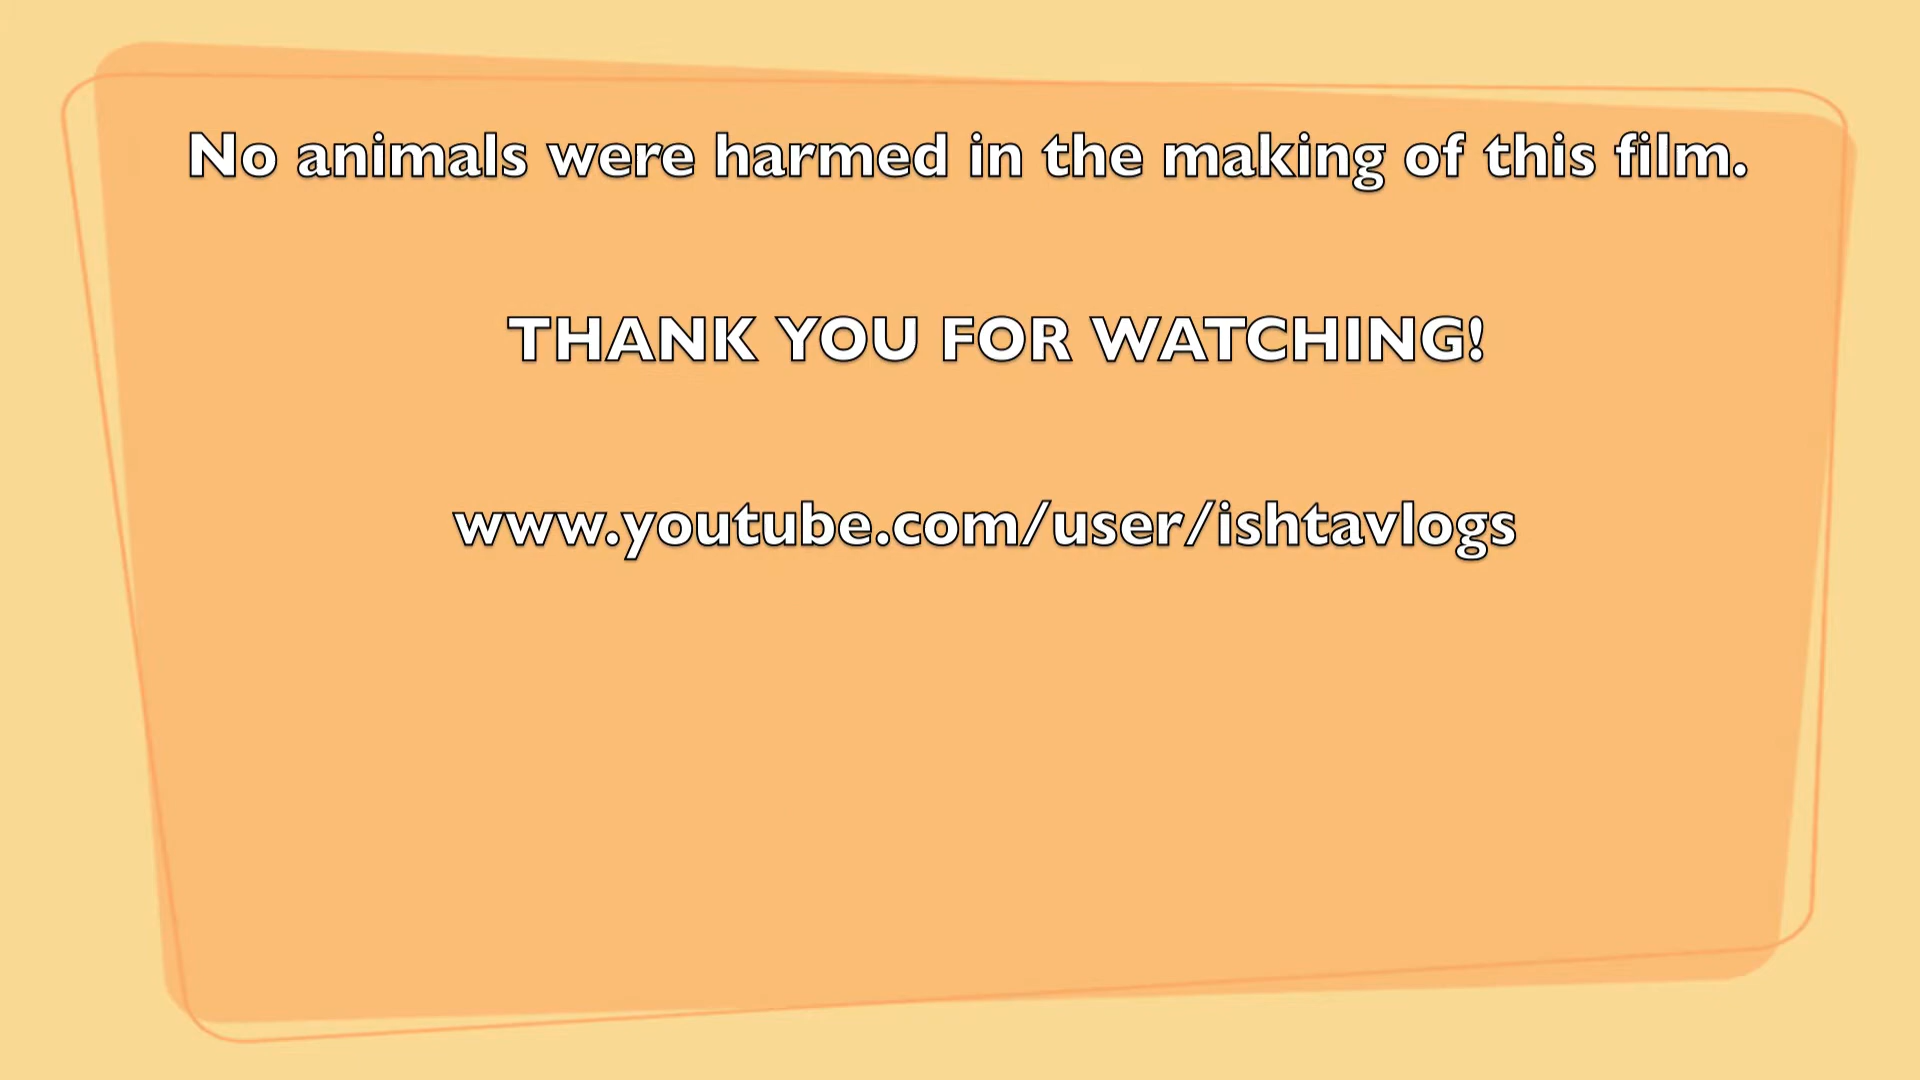 No animals were harmed in the making of this film.
THANK YOU FOR WATCHING!
www.youtube.com/user/ishtavlogs